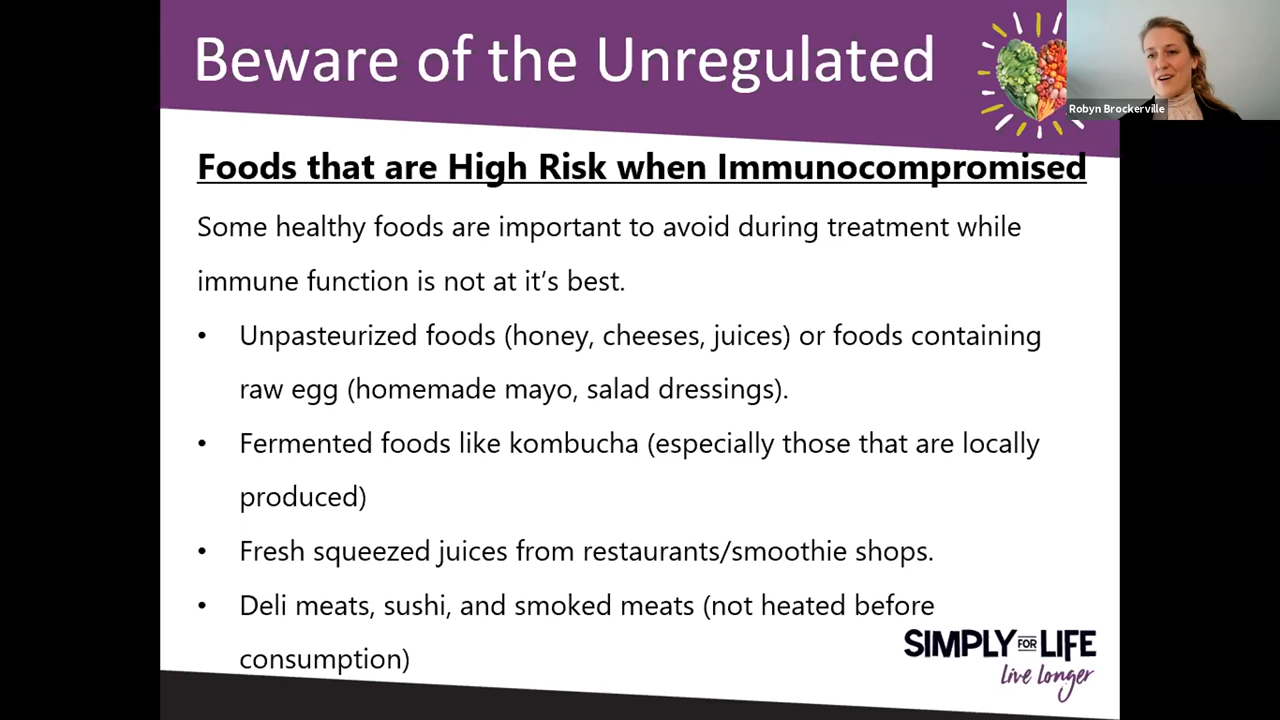 Beware of the Unregulated
Robyn Brockerville
Foods that are High Risk when Immunocompromised
Some healthy foods are important to avoid during treatment while
immune function is not at it’s best.
• Unpasteurized foods (honey, cheeses, juices) or foods containing
raw egg (homemade mayo, salad dressings).
• Fermented foods like kombucha (especially those that are locally
produced)
• Fresh squeezed juices from restaurants/smoothie shops.
• Deli meats, sushi, and smoked meats (not heated before
consumption)
SIMPLY FOR LIFE
live longer